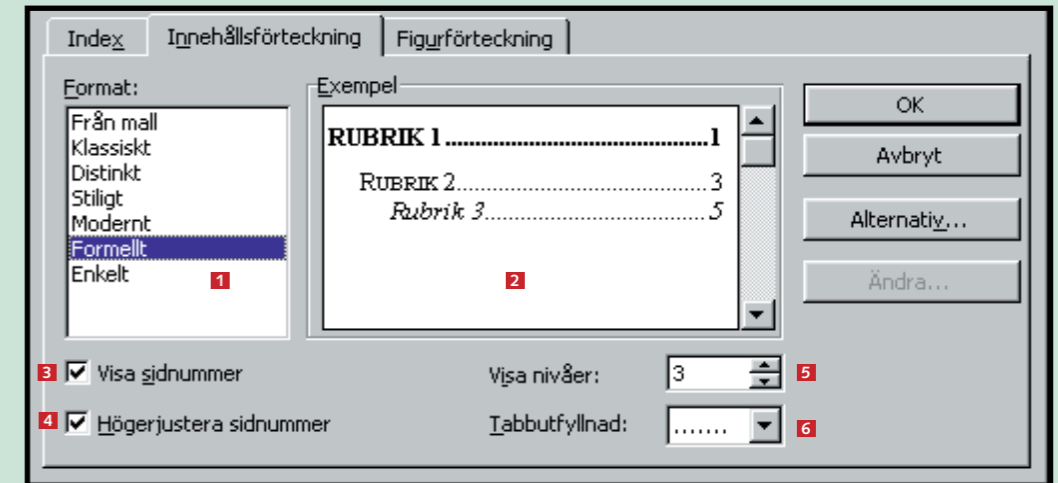 Index Innehållsförteckning Figurförteckning
Format:
Från mall
Klassiskt
Distinkt
Stiligt
Modernt
Formellt
Enkelt
1
Exempel
RUBRIK 1............................................1
RUBRIK 2..........................................3
Rubrik 3....................................5
2
OK
Avbryt
Alternativ...
Ändra...
3 Visa sidnummer
4 Högerjustera sidnummer
Visa nivåer: 3 5
Tabbutfyllnad: ....... 6